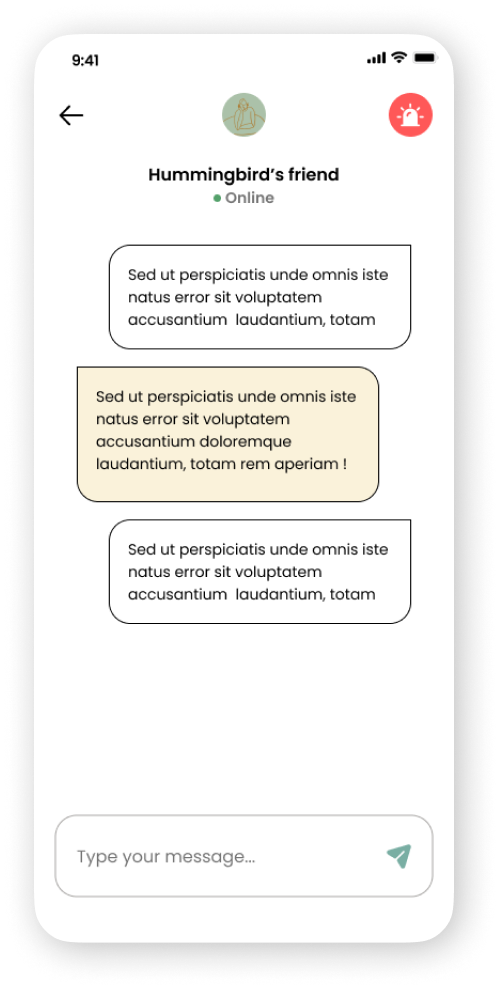 9:41
Hummingbird’s friend
Online
Sed ut perspiciatis unde omnis iste
natus error sit voluptatem
accusantium  laudantium, totam
Sed ut perspiciatis unde omnis iste
natus error sit voluptatem
accusantium doloremque
laudantium, totam rem aperiam !
Sed ut perspiciatis unde omnis iste
natus error sit voluptatem
accusantium  laudantium, totam
Type your message...